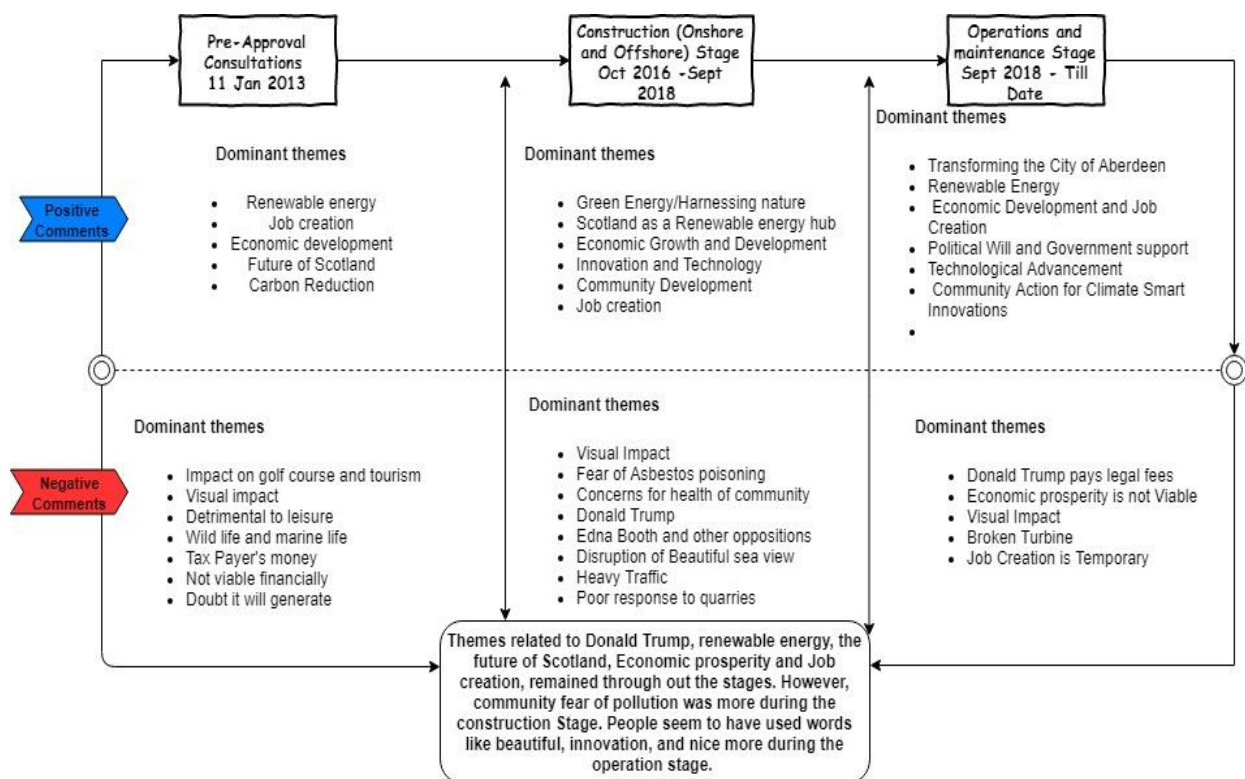 Pre-Approval
Consultations
11 Jan 2013
Construction (Onshore
and Offshore) Stage
Oct 2016 -Sept
2018
Operations and
maintenance Stage
Sept 2018 - Till
Date
Positive
Comments
Dominant themes
Renewable energy
Job creation
Economic development
Future of Scotland
Carbon Reduction
Dominant themes
Green Energy/Harnessing nature
Scotland as a Renewable energy hub
Economic Growth and Development
Innovation and Technology
Community Development
Job creation
Dominant themes
Transforming the City of Aberdeen
Renewable Energy
Economic Development and Job
Creation
Political Will and Government support
Technological Advancement
Community Action for Climate Smart
Innovations
Negative
Comments
Dominant themes
Impact on golf course and tourism
Visual impact
Detrimental to leisure
Wild life and marine life
Tax Payer's money
Not viable financially
Doubt it will generate
Dominant themes
Visual Impact
Fear of Asbestos poisoning
Concerns for health of community
Donald Trump
Edna Booth and other oppositions
Disruption of Beautiful sea view
Heavy Traffic
Poor response to quarries
Dominant themes
Donald Trump pays legal fees
Economic prosperity is not Viable
Visual Impact
Broken Turbine
Job Creation is Temporary
Themes related to Donald Trump, renewable energy, the
future of Scotland, Economic prosperity and Job
creation, remained through out the stages. However,
community fear of pollution was more during the
construction Stage. People seem to have used words
like beautiful, innovation, and nice more during the
operation stage.